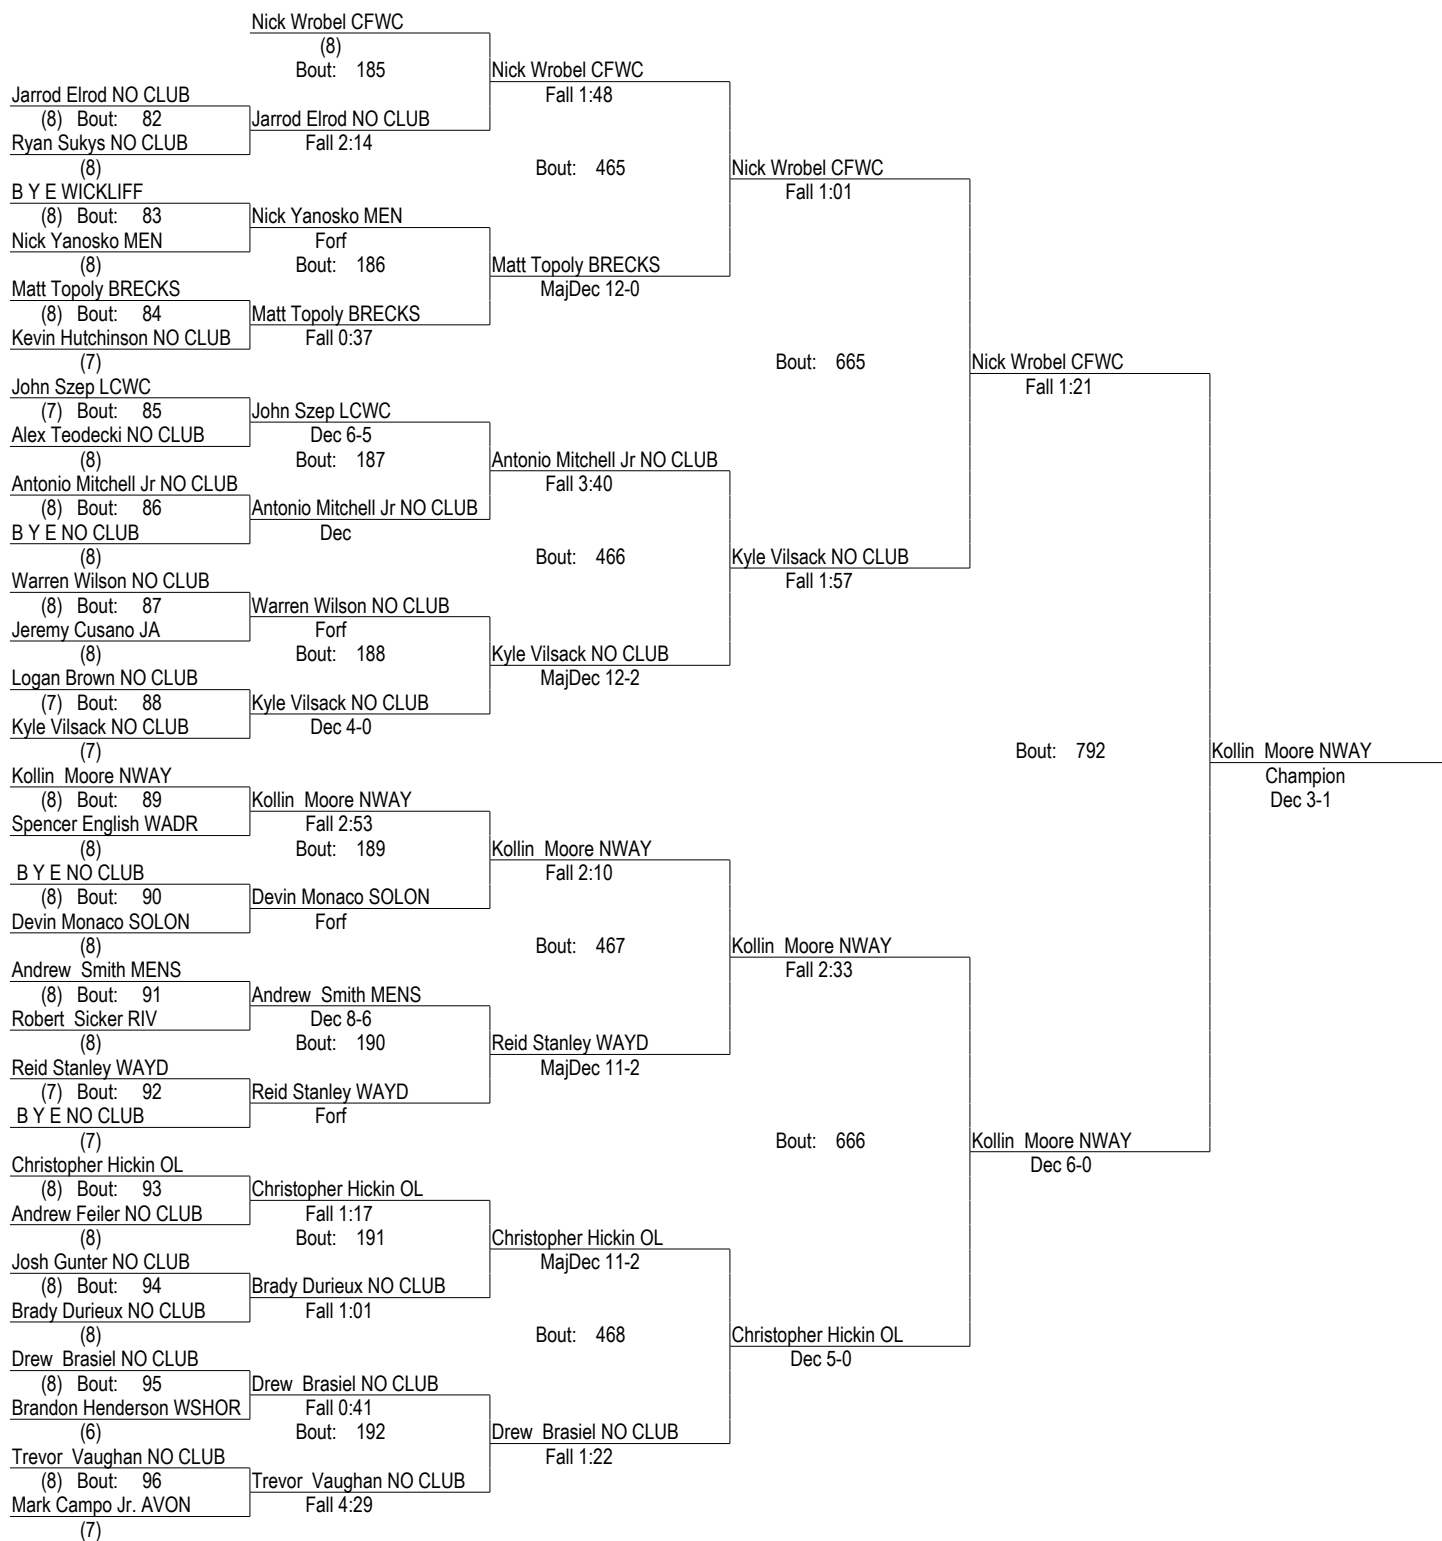 Nick Wrobel CFWC
(8)
Bout: 185
Nick Wrobel CFWC
Fall 1:48
Jarrod Elrod NO CLUB
(8) Bout: 82
Jarrod Elrod NO CLUB
Ryan Sukys NO CLUB
Fall 2:14
(8)
Bout: 465
Nick Wrobel CFWC
Fall 1:01
B Y E WICKLIFF
(8) Bout: 83
Nick Yanosko MEN
Nick Yanosko MEN
Forf
(8)
Bout: 186
Matt Topoly BRECKS
MajDec 12-0
Matt Topoly BRECKS
(8) Bout: 84
Matt Topoly BRECKS
Kevin Hutchinson NO CLUB
Fall 0:37
(7)
Bout: 665
Nick Wrobel CFWC
Fall 1:21
John Szep LCWC
(7) Bout: 85
John Szep LCWC
Alex Teodecki NO CLUB
Dec 6-5
(8)
Bout: 187
Antonio Mitchell Jr NO CLUB
Fall 3:40
Antonio Mitchell Jr NO CLUB
(8) Bout: 86
Antonio Mitchell Jr NO CLUB
B Y E NO CLUB
Dec
(8)
Bout: 466
Kyle Vilsack NO CLUB
Fall 1:57
Warren Wilson NO CLUB
(8) Bout: 87
Warren Wilson NO CLUB
Jeremy Cusano JA
Forf
(8)
Bout: 188
Kyle Vilsack NO CLUB
MajDec 12-2
Logan Brown NO CLUB
(7) Bout: 88
Kyle Vilsack NO CLUB
Kyle Vilsack NO CLUB
Dec 4-0
(7)
Bout: 792
Kollin Moore NWAY
Champion
Dec 3-1
Kollin Moore NWAY
(8) Bout: 89
Kollin Moore NWAY
Spencer English WADR
Fall 2:53
(8)
Bout: 189
Kollin Moore NWAY
Fall 2:10
B Y E NO CLUB
(8) Bout: 90
Devin Monaco SOLON
Devin Monaco SOLON
Forf
(8)
Bout: 467
Kollin Moore NWAY
Fall 2:33
Andrew Smith MENS
(8) Bout: 91
Andrew Smith MENS
Robert Sicker RIV
Dec 8-6
(8)
Bout: 190
Reid Stanley WAYD
MajDec 11-2
Reid Stanley WAYD
(7) Bout: 92
Reid Stanley WAYD
B Y E NO CLUB
Forf
(7)
Bout: 666
Kollin Moore NWAY
Dec 6-0
Christopher Hickin OL
(8) Bout: 93
Christopher Hickin OL
Andrew Feiler NO CLUB
Fall 1:17
(8)
Bout: 191
Christopher Hickin OL
MajDec 11-2
Josh Gunter NO CLUB
(8) Bout: 94
Brady Durieux NO CLUB
Brady Durieux NO CLUB
Fall 1:01
(8)
Bout: 468
Christopher Hickin OL
Dec 5-0
Drew Brasiel NO CLUB
(8) Bout: 95
Drew Brasiel NO CLUB
Brandon Henderson WSHOR
Fall 0:41
(6)
Bout: 192
Drew Brasiel NO CLUB
Fall 1:22
Trevor Vaughan NO CLUB
(8) Bout: 96
Trevor Vaughan NO CLUB
Mark Campo Jr. AVON
Fall 4:29
(7)